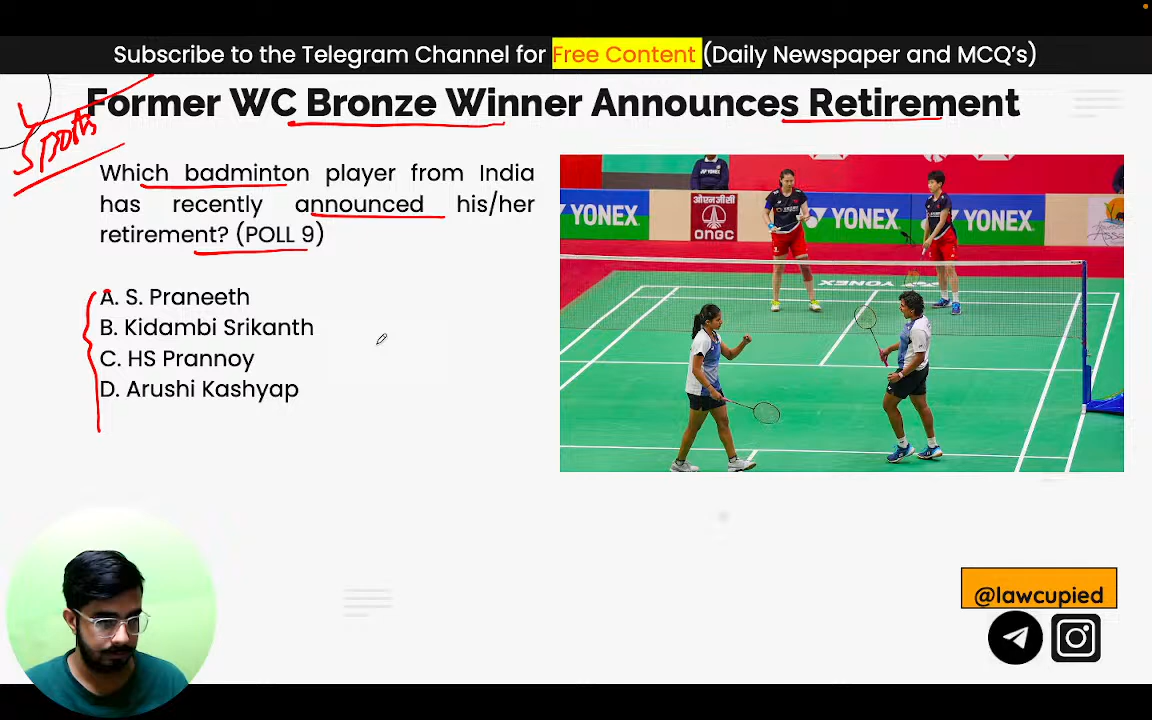 Subscribe to the Telegram Channel for Free Content (Daily Newspaper and MCQ's)
Former WC Bronze Winner Announces Retirement
Sports
Which badminton player from India
has recently announced his/her
retirement? (POLL 9)
A. S. Praneeth
B. Kidambi Srikanth
C. HS Prannoy
D. Arushi Kashyap
YONEX
ओएनजीसी
ONGC
YONEX
YONEX
@lawcupied